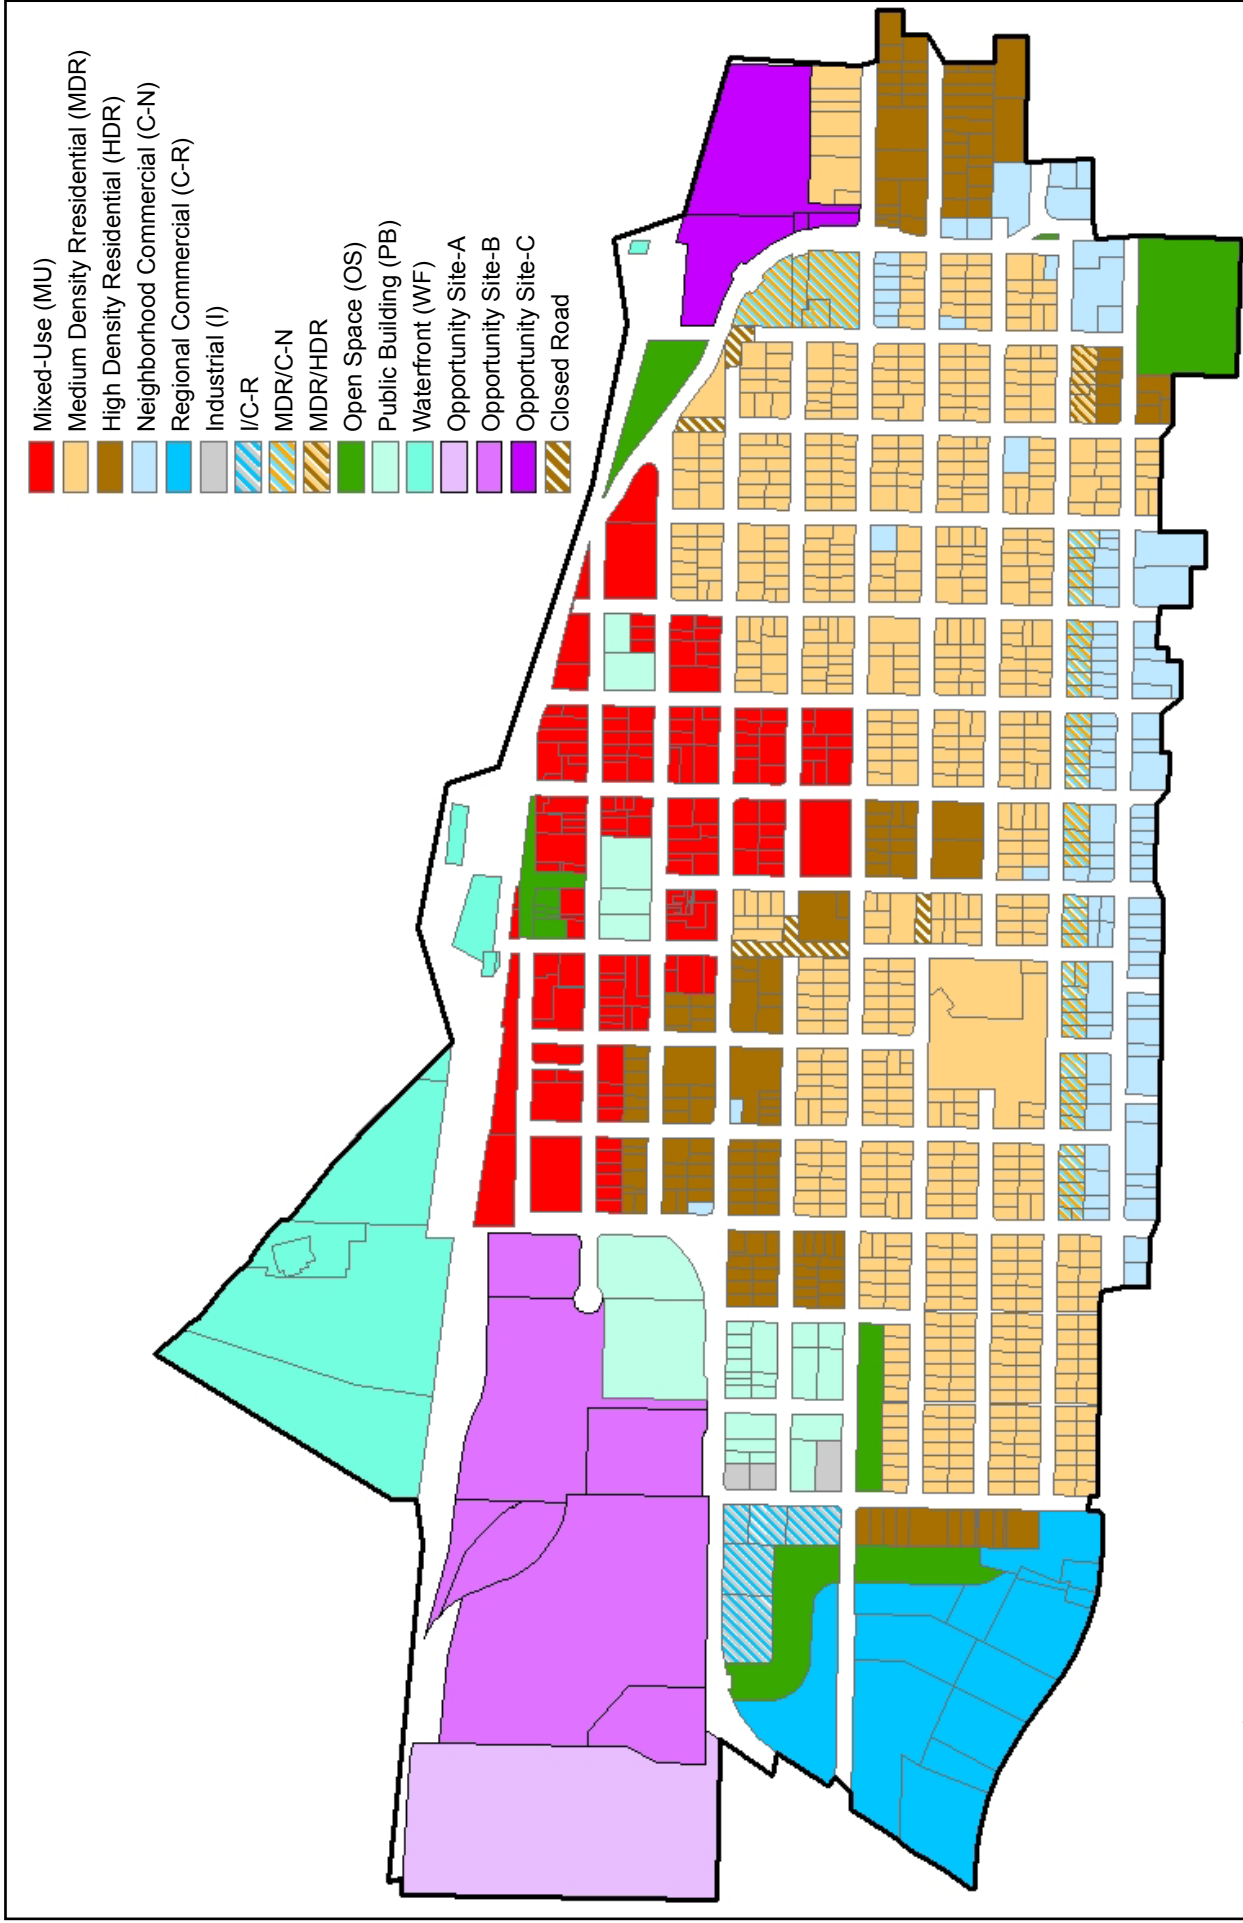 Mixed-Use (MU)
Medium Density Rresidential (MDR)
High Density Residential (HDR)
Neighborhood Commercial (C-N)
Regional Commercial (C-R)
Industrial (I)
I/C-R
MDR/C-N
MDR/HDR
Open Space (OS)
Public Building (PB)
Waterfront (WF)
Opportunity Site-A
Opportunity Site-B
Opportunity Site-C
Closed Road